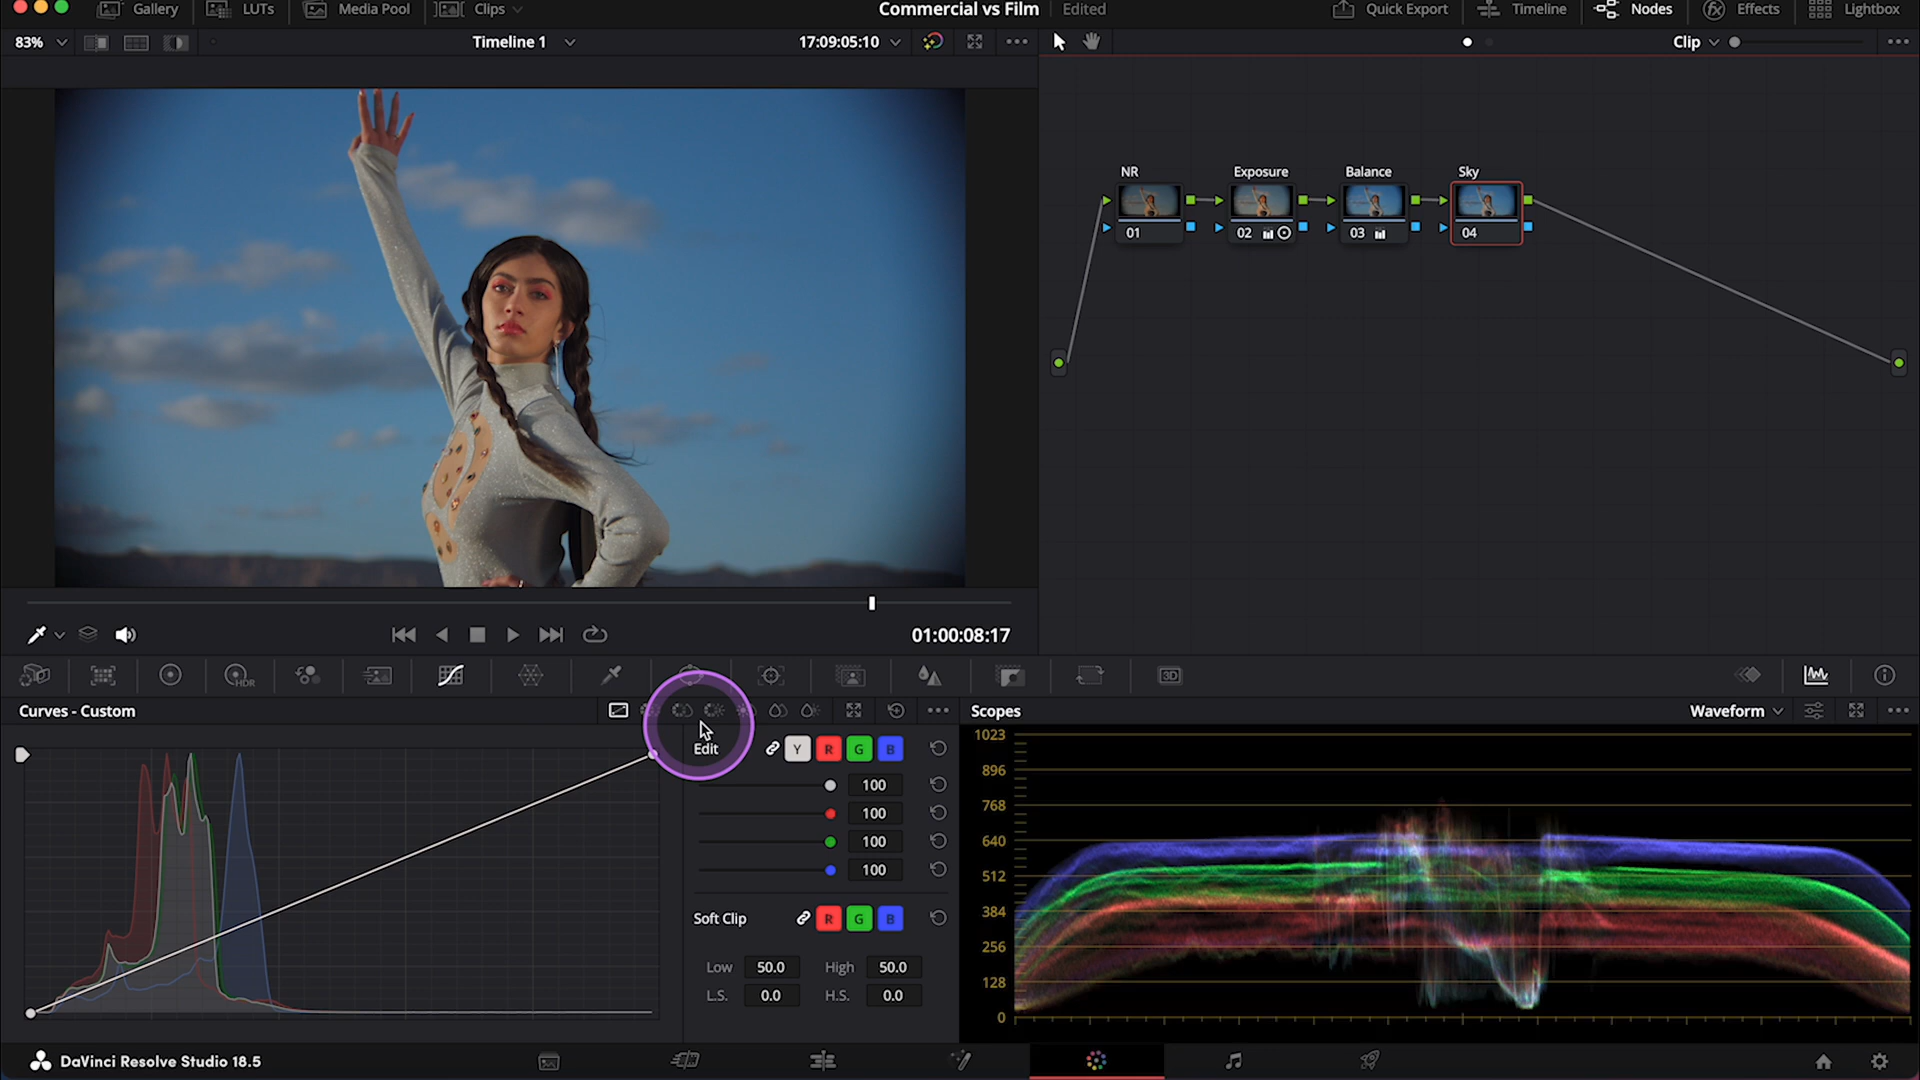 Gallery LUTs Media Pool Clips Commercial vs Film Edited Quick Export Timeline Nodes Effects Lightbox
83% Timeline 1 17:09:05:10 Clip
NR Exposure Balance Sky
01 02 03 04
01:00:08:17
HDR 3D
Curves - Custom Scopes Waveform
Edit Y R G B
100
100
100
100
Soft Clip R G B
Low 50.0 High 50.0
L.S. 0.0 H.S. 0.0
1023
896
768
640
512
384
256
128
0
DaVinci Resolve Studio 18.5